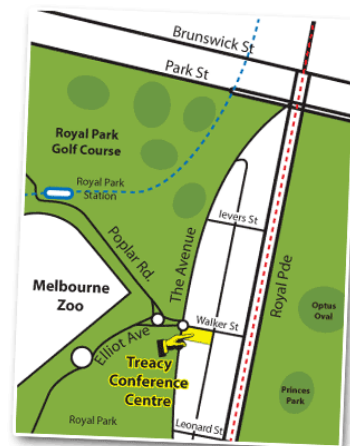 Brunswick St
Park St
Royal Park
Golf Course
Royal Park
Station
Ievers St
Poplar Rd.
The Avenue
Royal Pde
Melbourne
Zoo
Optus
Oval
Walker St
Elliot Ave
Treacy
Conference
Centre
Princes
Park
Royal Park
Leonard St